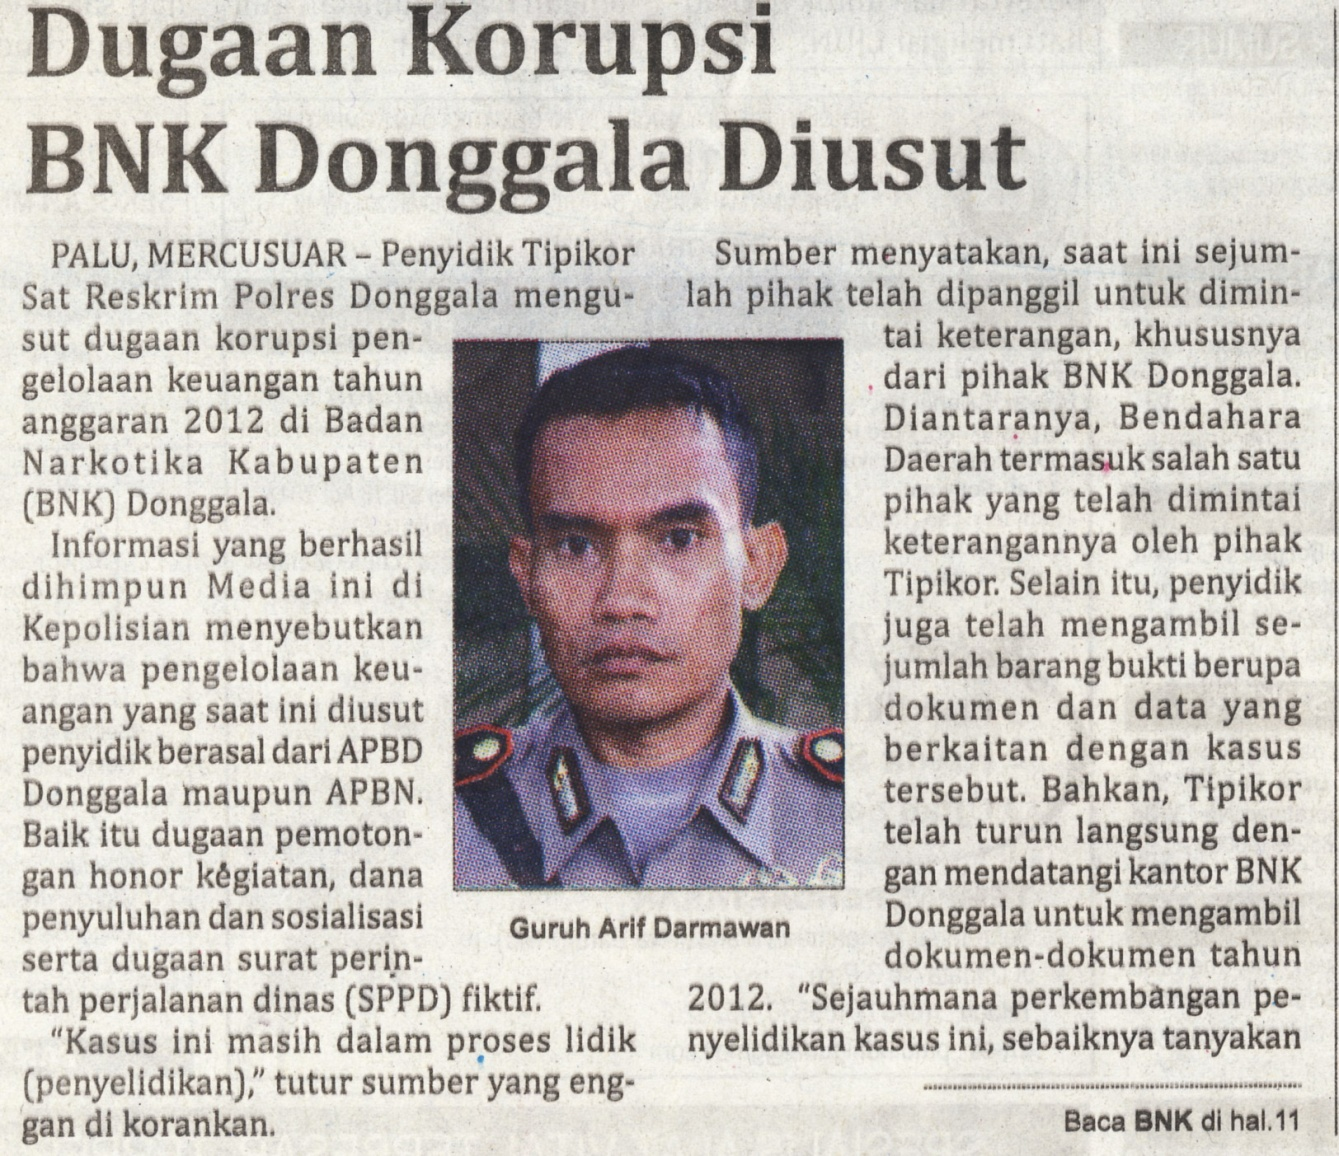 Dugaan Korupsi
BNK Donggala Diusut
PALU, MERCUSUAR – Penyidik Tipikor
Sat Reskrim Polres Donggala mengu-
sut dugaan korupsi pen-
gelolaan keuangan tahun
anggaran 2012 di Badan
Narkotika Kabupaten
(BNK) Donggala.
Informasi yang berhasil
dihimpun Media ini di
Kepolisian menyebutkan
bahwa pengelolaan keu-
angan yang saat ini diusut
penyidik berasal dari APBD
Donggala maupun APBN.
Baik itu dugaan pemoton-
gan honor kegiatan, dana
penyuluhan dan sosialisasi
serta dugaan surat perin-
tah perjalanan dinas (SPPD) fiktif.
“Kasus ini masih dalam proses lidik
(penyelidikan),” tutur sumber yang eng-
gan di korankan.
Guruh Arif Darmawan
Sumber menyatakan, saat ini sejum-
lah pihak telah dipanggil untuk dimin-
tai keterangan, khususnya
dari pihak BNK Donggala.
Diantaranya, Bendahara
Daerah termasuk salah satu
pihak yang telah dimintai
keterangannya oleh pihak
Tipikor. Selain itu, penyidik
juga telah mengambil se-
jumlah barang bukti berupa
dokumen dan data yang
berkaitan dengan kasus
tersebut. Bahkan, Tipikor
telah turun langsung den-
gan mendatangi kantor BNK
Donggala untuk mengambil
dokumen-dokumen tahun
2012. “Sejauhmana perkembangan pe-
nyelidikan kasus ini, sebaiknya tanyakan
Baca BNK di hal.11